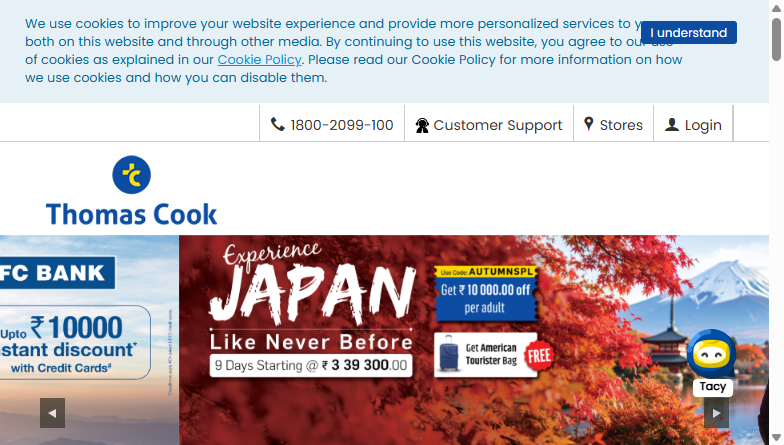 We use cookies to improve your website experience and provide more personalized services to
both on this website and through other media. By continuing to use this website, you agree to our use
of cookies as explained in our Cookie Policy. Please read our Cookie Policy for more information on how
we use cookies and how you can disable them.
I understand
1800-2099-100
Customer Support
Stores
Login
Thomas Cook
FC BANK
Upto ₹10000
stant discount*
with Credit Cards#
Experience
JAPAN
Like Never Before
9 Days Starting @ ₹ 3 39 300.00
Use Code: AUTUMNSPL
Get ₹ 10 000.00 off
per adult
Get American
Tourister Bag
FREE
Tacy